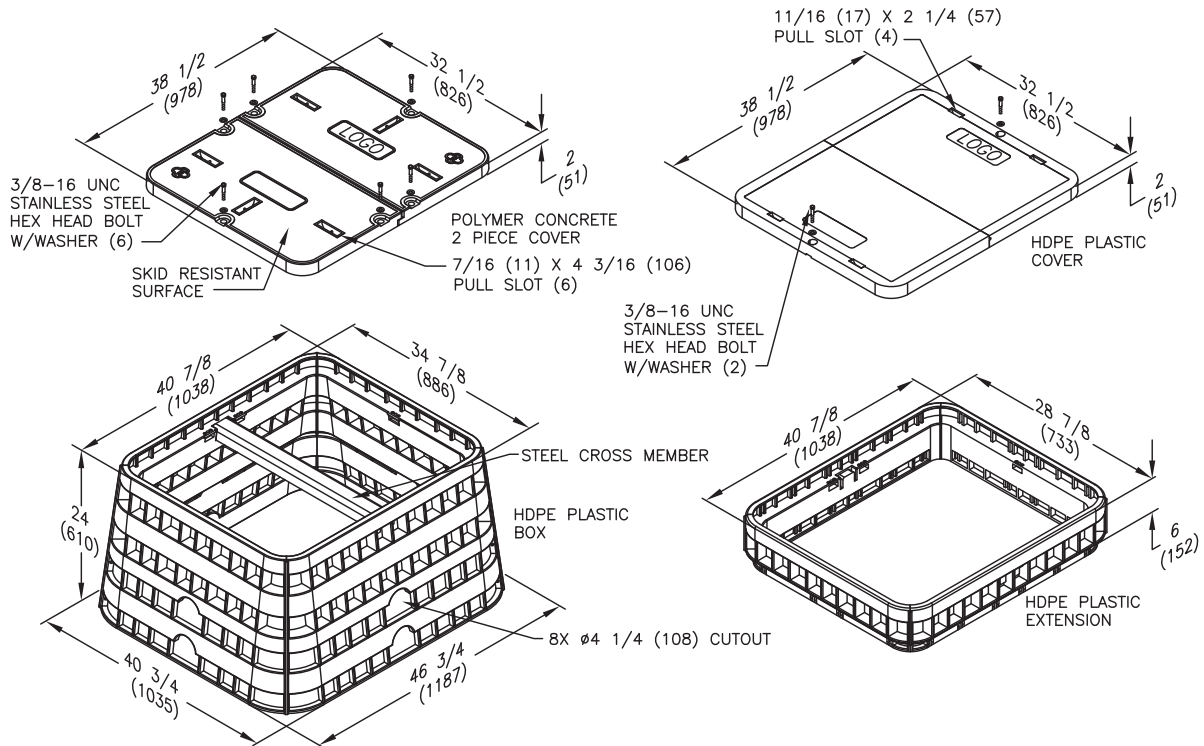 38 1/2
(978)
32 1/2
(826)
LOGO
2
(51)
3/8-16 UNC
STAINLESS STEEL
HEX HEAD BOLT
W/WASHER (6)
SKID RESISTANT
SURFACE
POLYMER CONCRETE
2 PIECE COVER
7/16 (11) X 4 3/16 (106)
PULL SLOT (6)
11/16 (17) X 2 1/4 (57)
PULL SLOT (4)
38 1/2
(978)
32 1/2
(826)
LOGO
2
(51)
HDPE PLASTIC
COVER
3/8-16 UNC
STAINLESS STEEL
HEX HEAD BOLT
W/WASHER (2)
40 7/8
(1038)
34 7/8
(886)
STEEL CROSS MEMBER
24
(610)
HDPE PLASTIC
BOX
8X ø4 1/4 (108) CUTOUT
40 3/4
(1035)
46 3/4
(1187)
40 7/8
(1038)
28 7/8
(733)
6
(152)
HDPE PLASTIC
EXTENSION